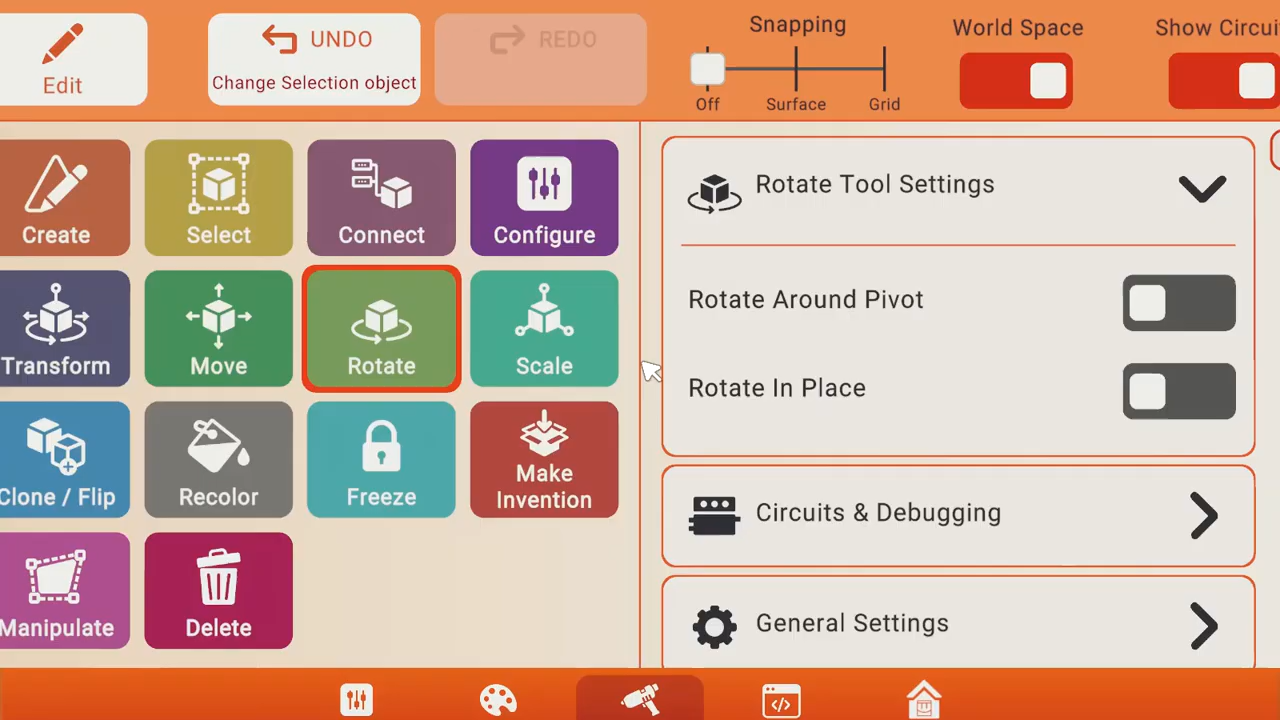 Edit
UNDO
Change Selection object
REDO
Snapping
Off
Surface
Grid
World Space
Show Circui
Create
Select
Connect
Configure
Transform
Move
Rotate
Scale
Clone / Flip
Recolor
Freeze
Make
Invention
Manipulate
Delete
Rotate Tool Settings
Rotate Around Pivot
Rotate In Place
Circuits & Debugging
General Settings